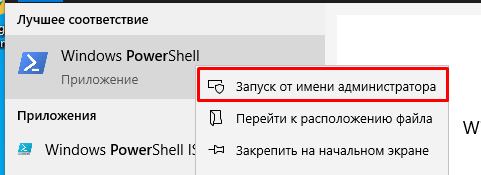 Лучшее соответствие
Windows PowerShell
Приложение
Запуск от имени администратора
Перейти к расположению файла
Закрепить на начальном экране
Приложения
Windows PowerShell IS